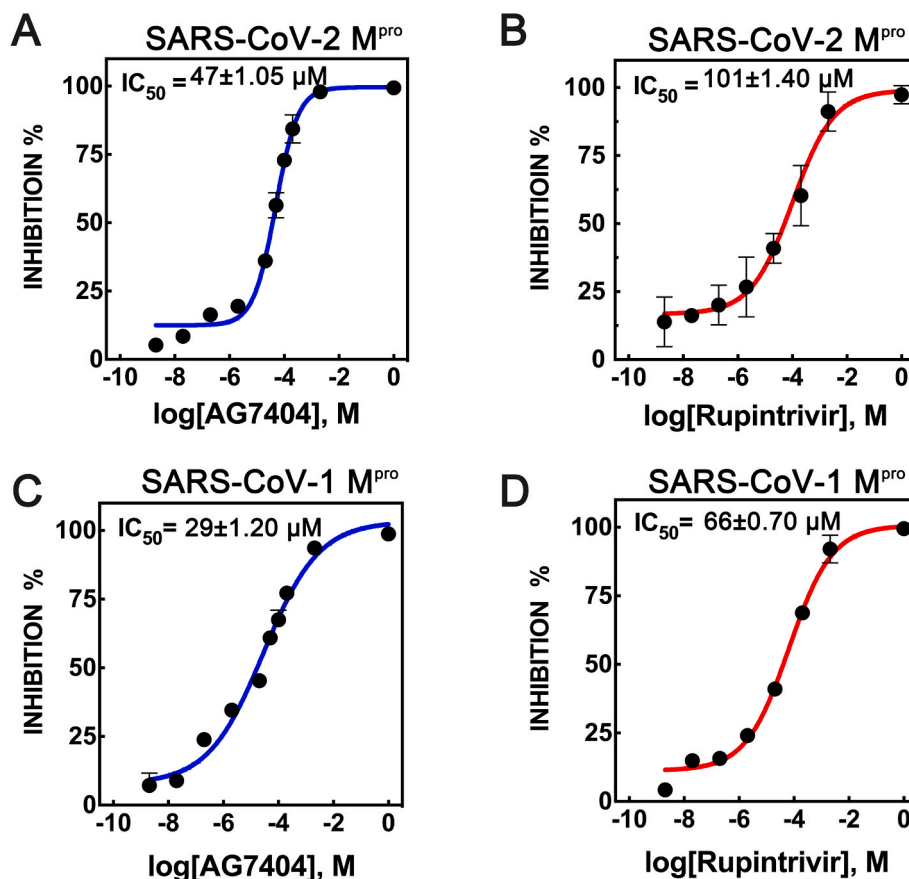 A
SARS-CoV-2 Mpro
IC50 = 47±1.05 µM
INHIBITIOIN %
100
75
50
25
0
-10 -8 -6 -4 -2 0
log[AG7404], M
B
SARS-CoV-2 Mpro
IC50 = 101±1.40 µM
INHIBITION %
100
75
50
25
0
-10 -8 -6 -4 -2 0
log[Rupintrivir], M
C
SARS-CoV-1 Mpro
IC50 = 29±1.20 µM
INHIBITION %
100
75
50
25
0
-10 -8 -6 -4 -2 0
log[AG7404], M
D
SARS-CoV-1 Mpro
IC50 = 66±0.70 µM
INHIBITION %
100
75
50
25
0
-10 -8 -6 -4 -2 0
log[Rupintrivir], M